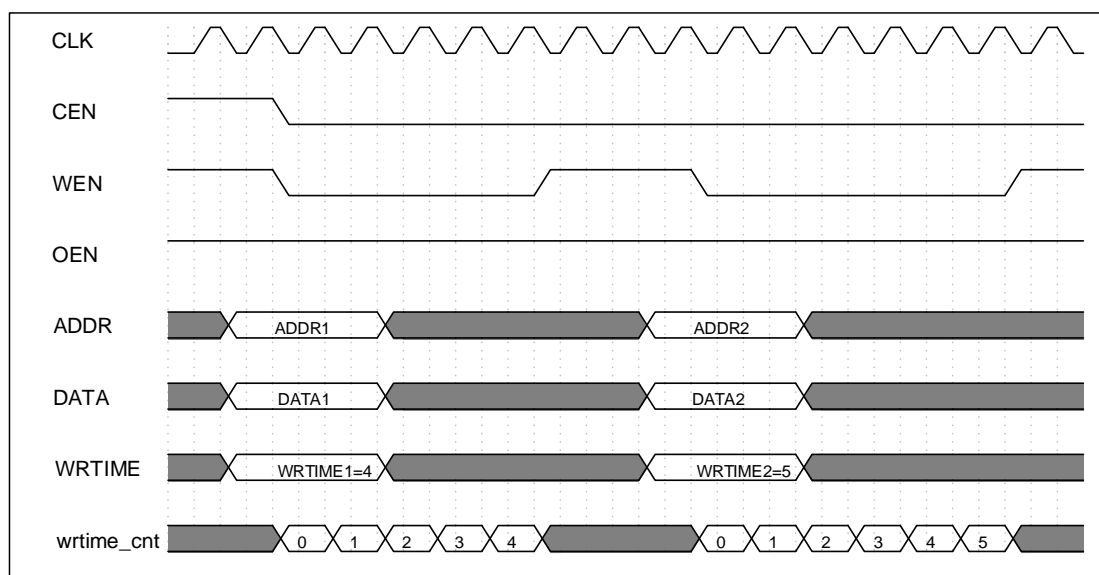 CLK
CEN
WEN
OEN
ADDR ADDR1 ADDR2
DATA DATA1 DATA2
WRTIME WRTIME1=4 WRTIME2=5
wrtime_cnt 0 1 2 3 4 0 1 2 3 4 5